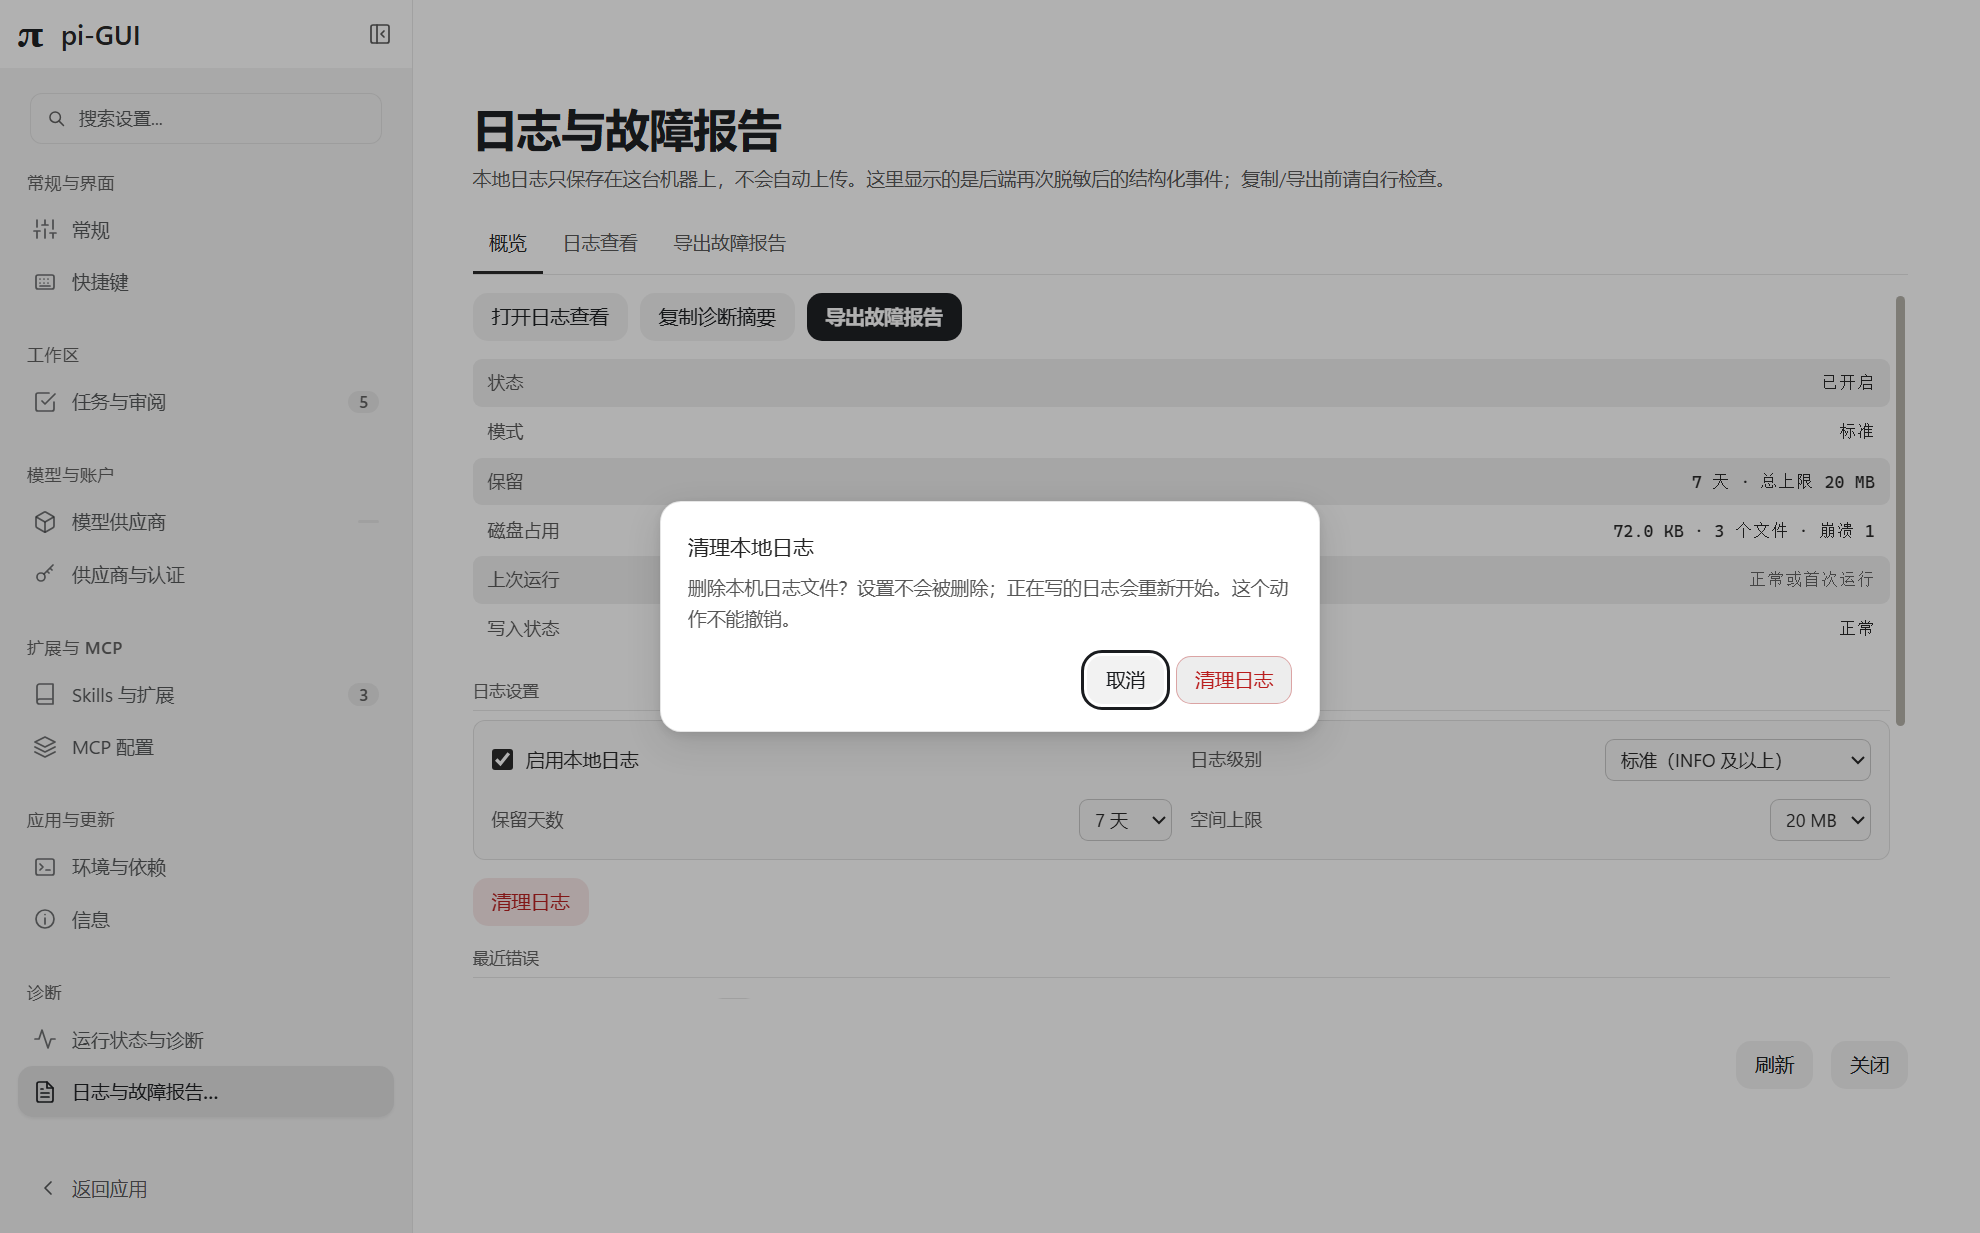 π pi-GUI
搜索设置...
常规与界面
常规
快捷键
工作区
任务与审阅 5
模型与账户
模型供应商
供应商与认证
扩展与 MCP
Skills 与扩展 3
MCP 配置
应用与更新
环境与依赖
信息
诊断
运行状态与诊断
日志与故障报告...
返回应用
日志与故障报告
本地日志只保存在这台机器上，不会自动上传。这里显示的是后端再次脱敏后的结构化事件；复制/导出前请自行检查。
概览 日志查看 导出故障报告
打开日志查看 复制诊断摘要 导出故障报告
状态 已开启
模式 标准
保留 7 天 · 总上限 20 MB
磁盘占用 72.0 KB · 3 个文件 · 崩溃 1
上次运行 正常或首次运行
写入状态 正常
清理本地日志
删除本机日志文件？设置不会被删除；正在写的日志会重新开始。这个动
作不能撤销。
取消 清理日志
日志设置
启用本地日志 日志级别 标准（INFO 及以上）
保留天数 7 天 空间上限 20 MB
清理日志
最近错误
刷新 关闭